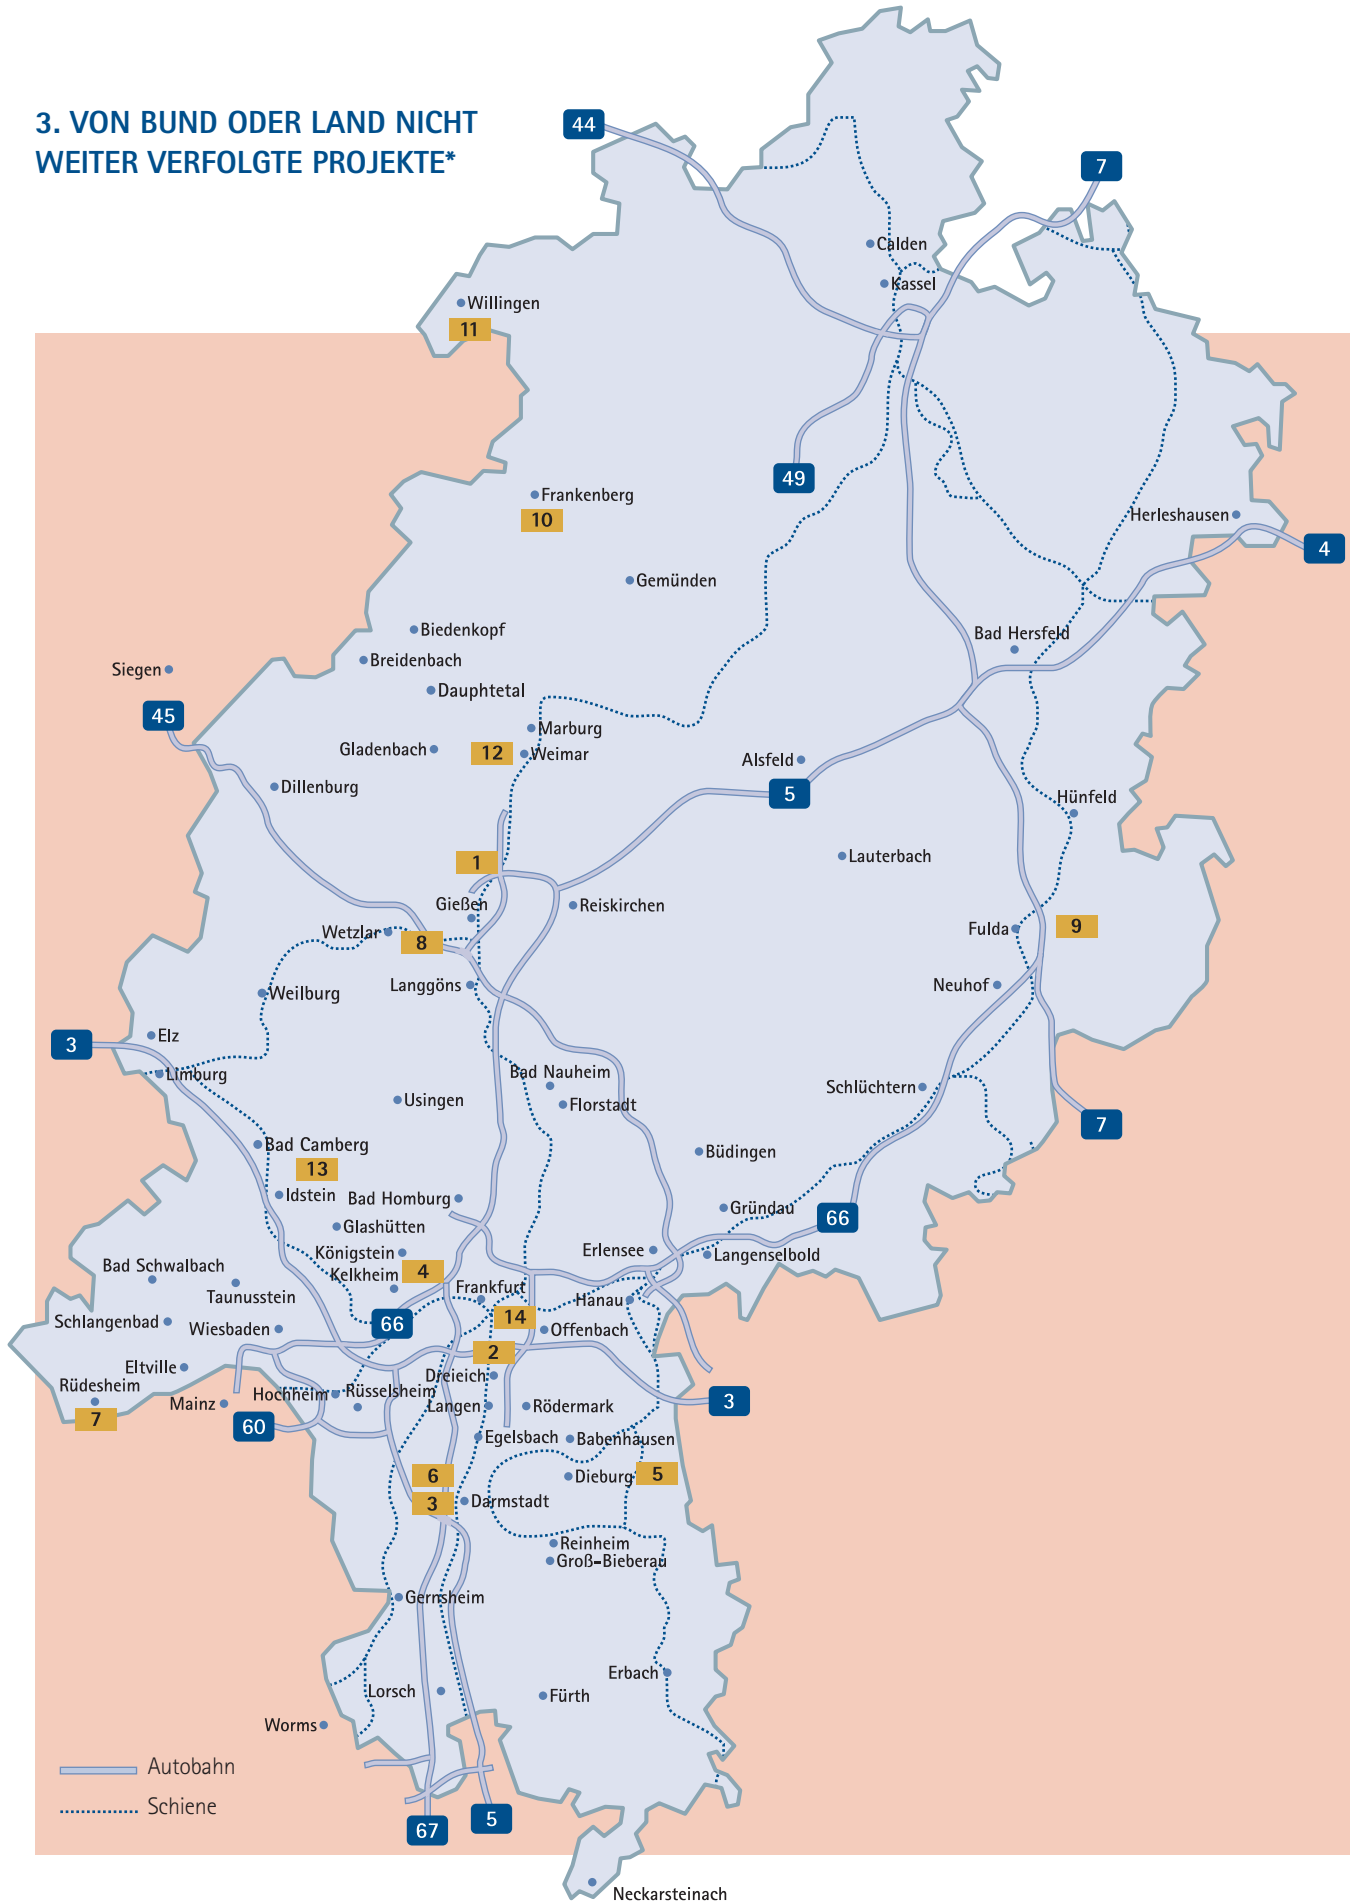 3. VON BUND ODER LAND NICHT
WEITER VERFOLGTE PROJEKTE*
44
7
Calden
Kassel
Willingen
11
49
Frankenberg
10
Herleshausen
4
Gemünden
Biedenkopf
Bad Hersfeld
Breidenbach
Siegen
Dauphtetal
45
Marburg
Gladenbach
12
Weimar
Alsfeld
Dillenburg
5
Hünfeld
1
Lauterbach
Gießen
Reiskirchen
Wetzlar
8
Fulda
9
Langgöns
Neuhof
Weilburg
Elz
3
Limburg
Bad Nauheim
Schlüchtern
Usingen
Florstadt
7
Bad Camberg
Büdingen
13
Idstein
Bad Homburg
Gründau
66
Glashütten
Königstein
Erlensee
Langenselbold
Bad Schwalbach
Kelkheim
4
Taunusstein
Frankfurt
Hanau
Schlangenbad
Wiesbaden
66
14
Offenbach
2
Eltville
Dreieich
Rüdesheim
Hochheim
Rüsselsheim
Mainz
Langen
Rödermark
3
7
60
Egelsbach
Babenhausen
6
Dieburg
5
3
Darmstadt
Reinheim
Groß-Bieberau
Gernsheim
Erbach
Lorsch
Fürth
Worms
Autobahn
Schiene
67
5
Neckarsteinach